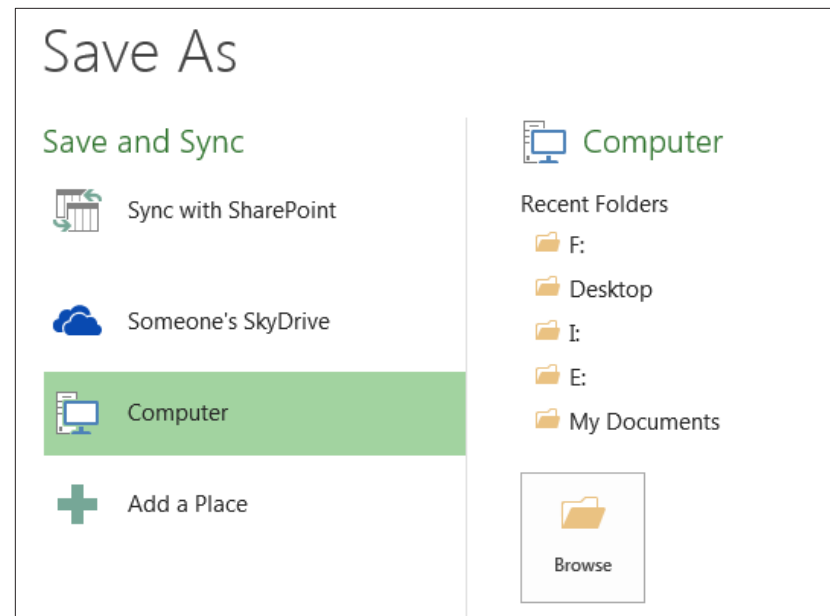 Save As
Save and Sync
Sync with SharePoint
Someone's SkyDrive
Computer
Add a Place
Computer
Recent Folders
F:
Desktop
I:
E:
My Documents
Browse